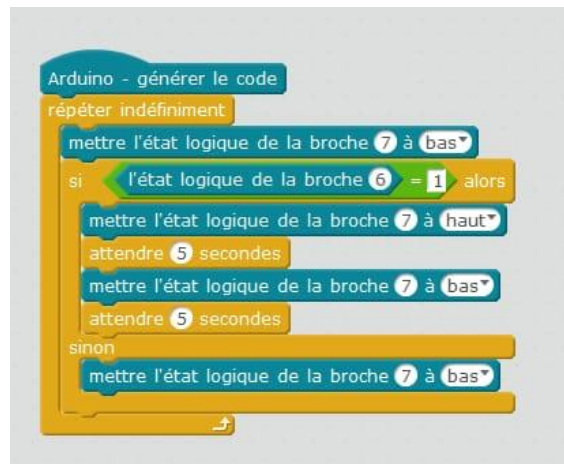 Arduino - générer le code
répéter indéfiniment
mettre l'état logique de la broche 7 à bas
si l'état logique de la broche 6 = 1 alors
mettre l'état logique de la broche 7 à haut
attendre 5 secondes
mettre l'état logique de la broche 7 à bas
attendre 5 secondes
sinon
mettre l'état logique de la broche 7 à bas